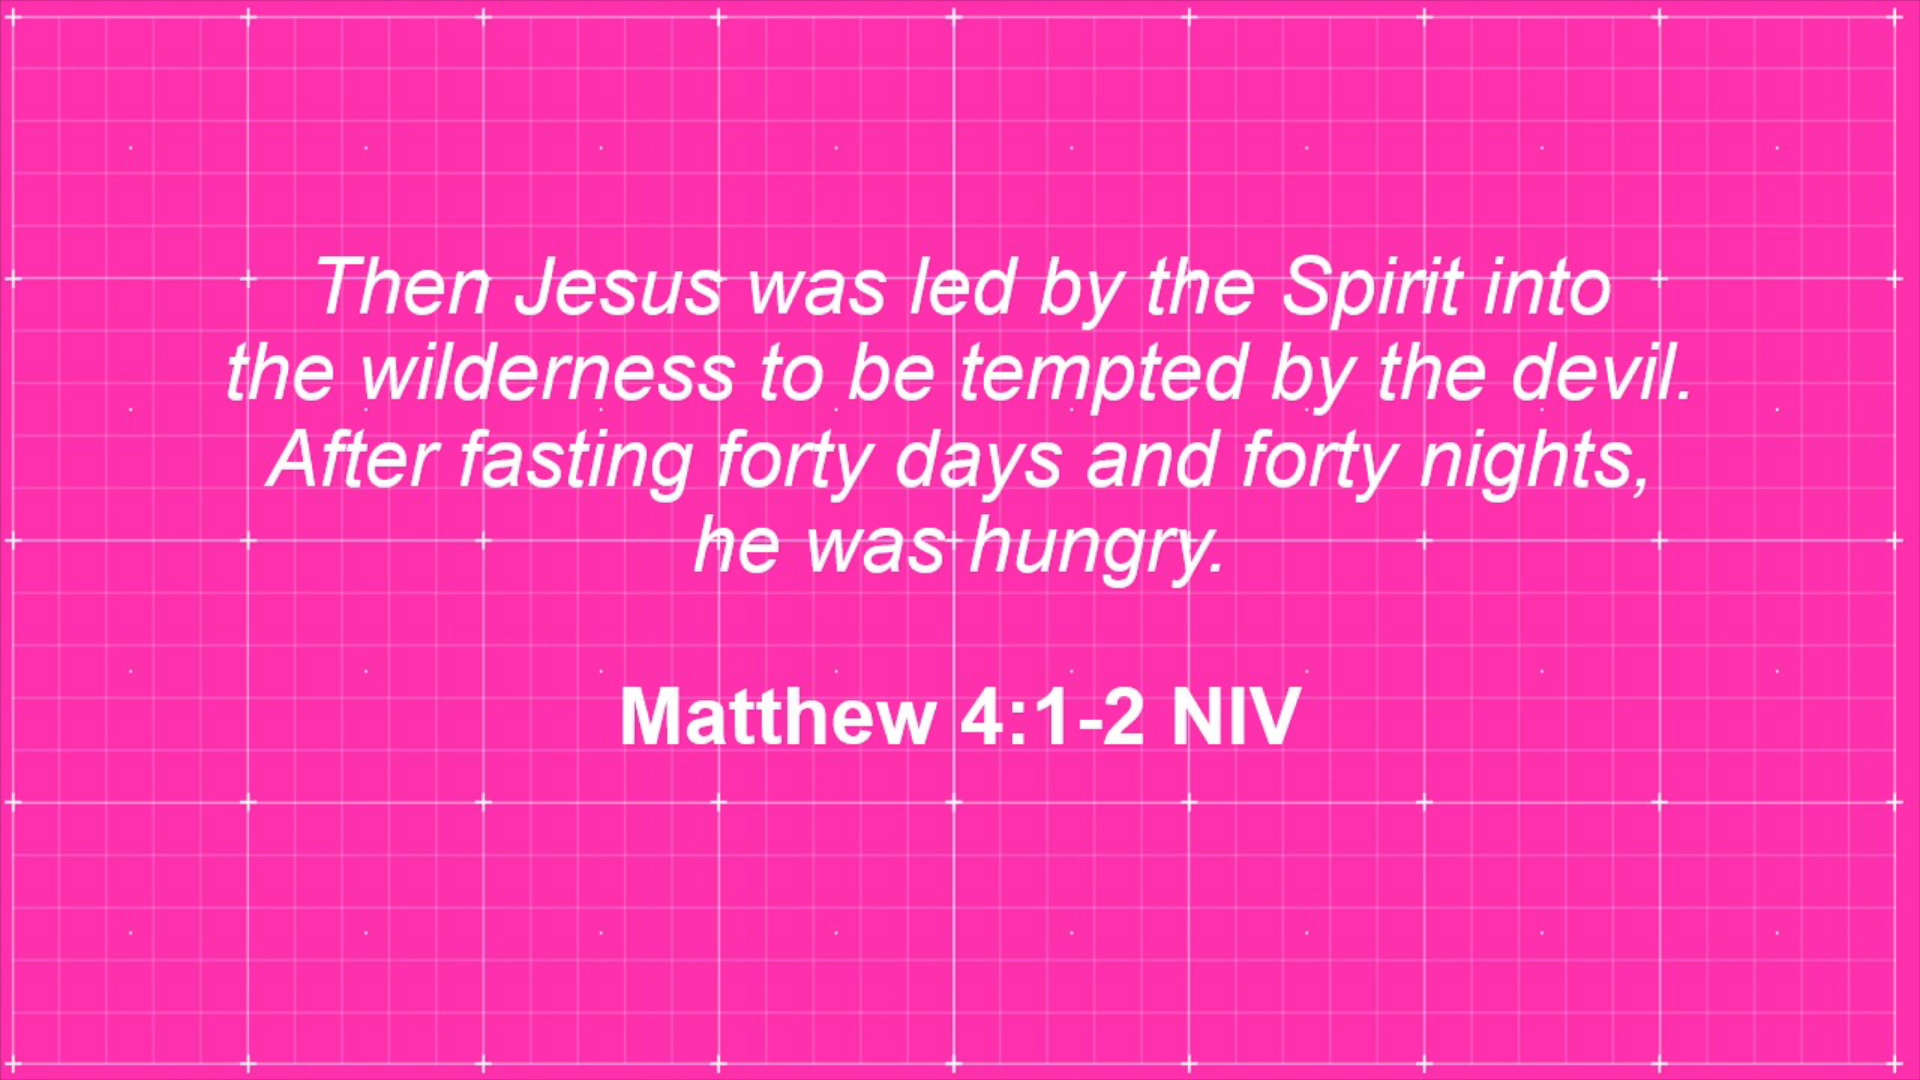 Then Jesus was led by the Spirit into
the wilderness to be tempted by the devil.
After fasting forty days and forty nights,
he was hungry.
Matthew 4:1-2 NIV